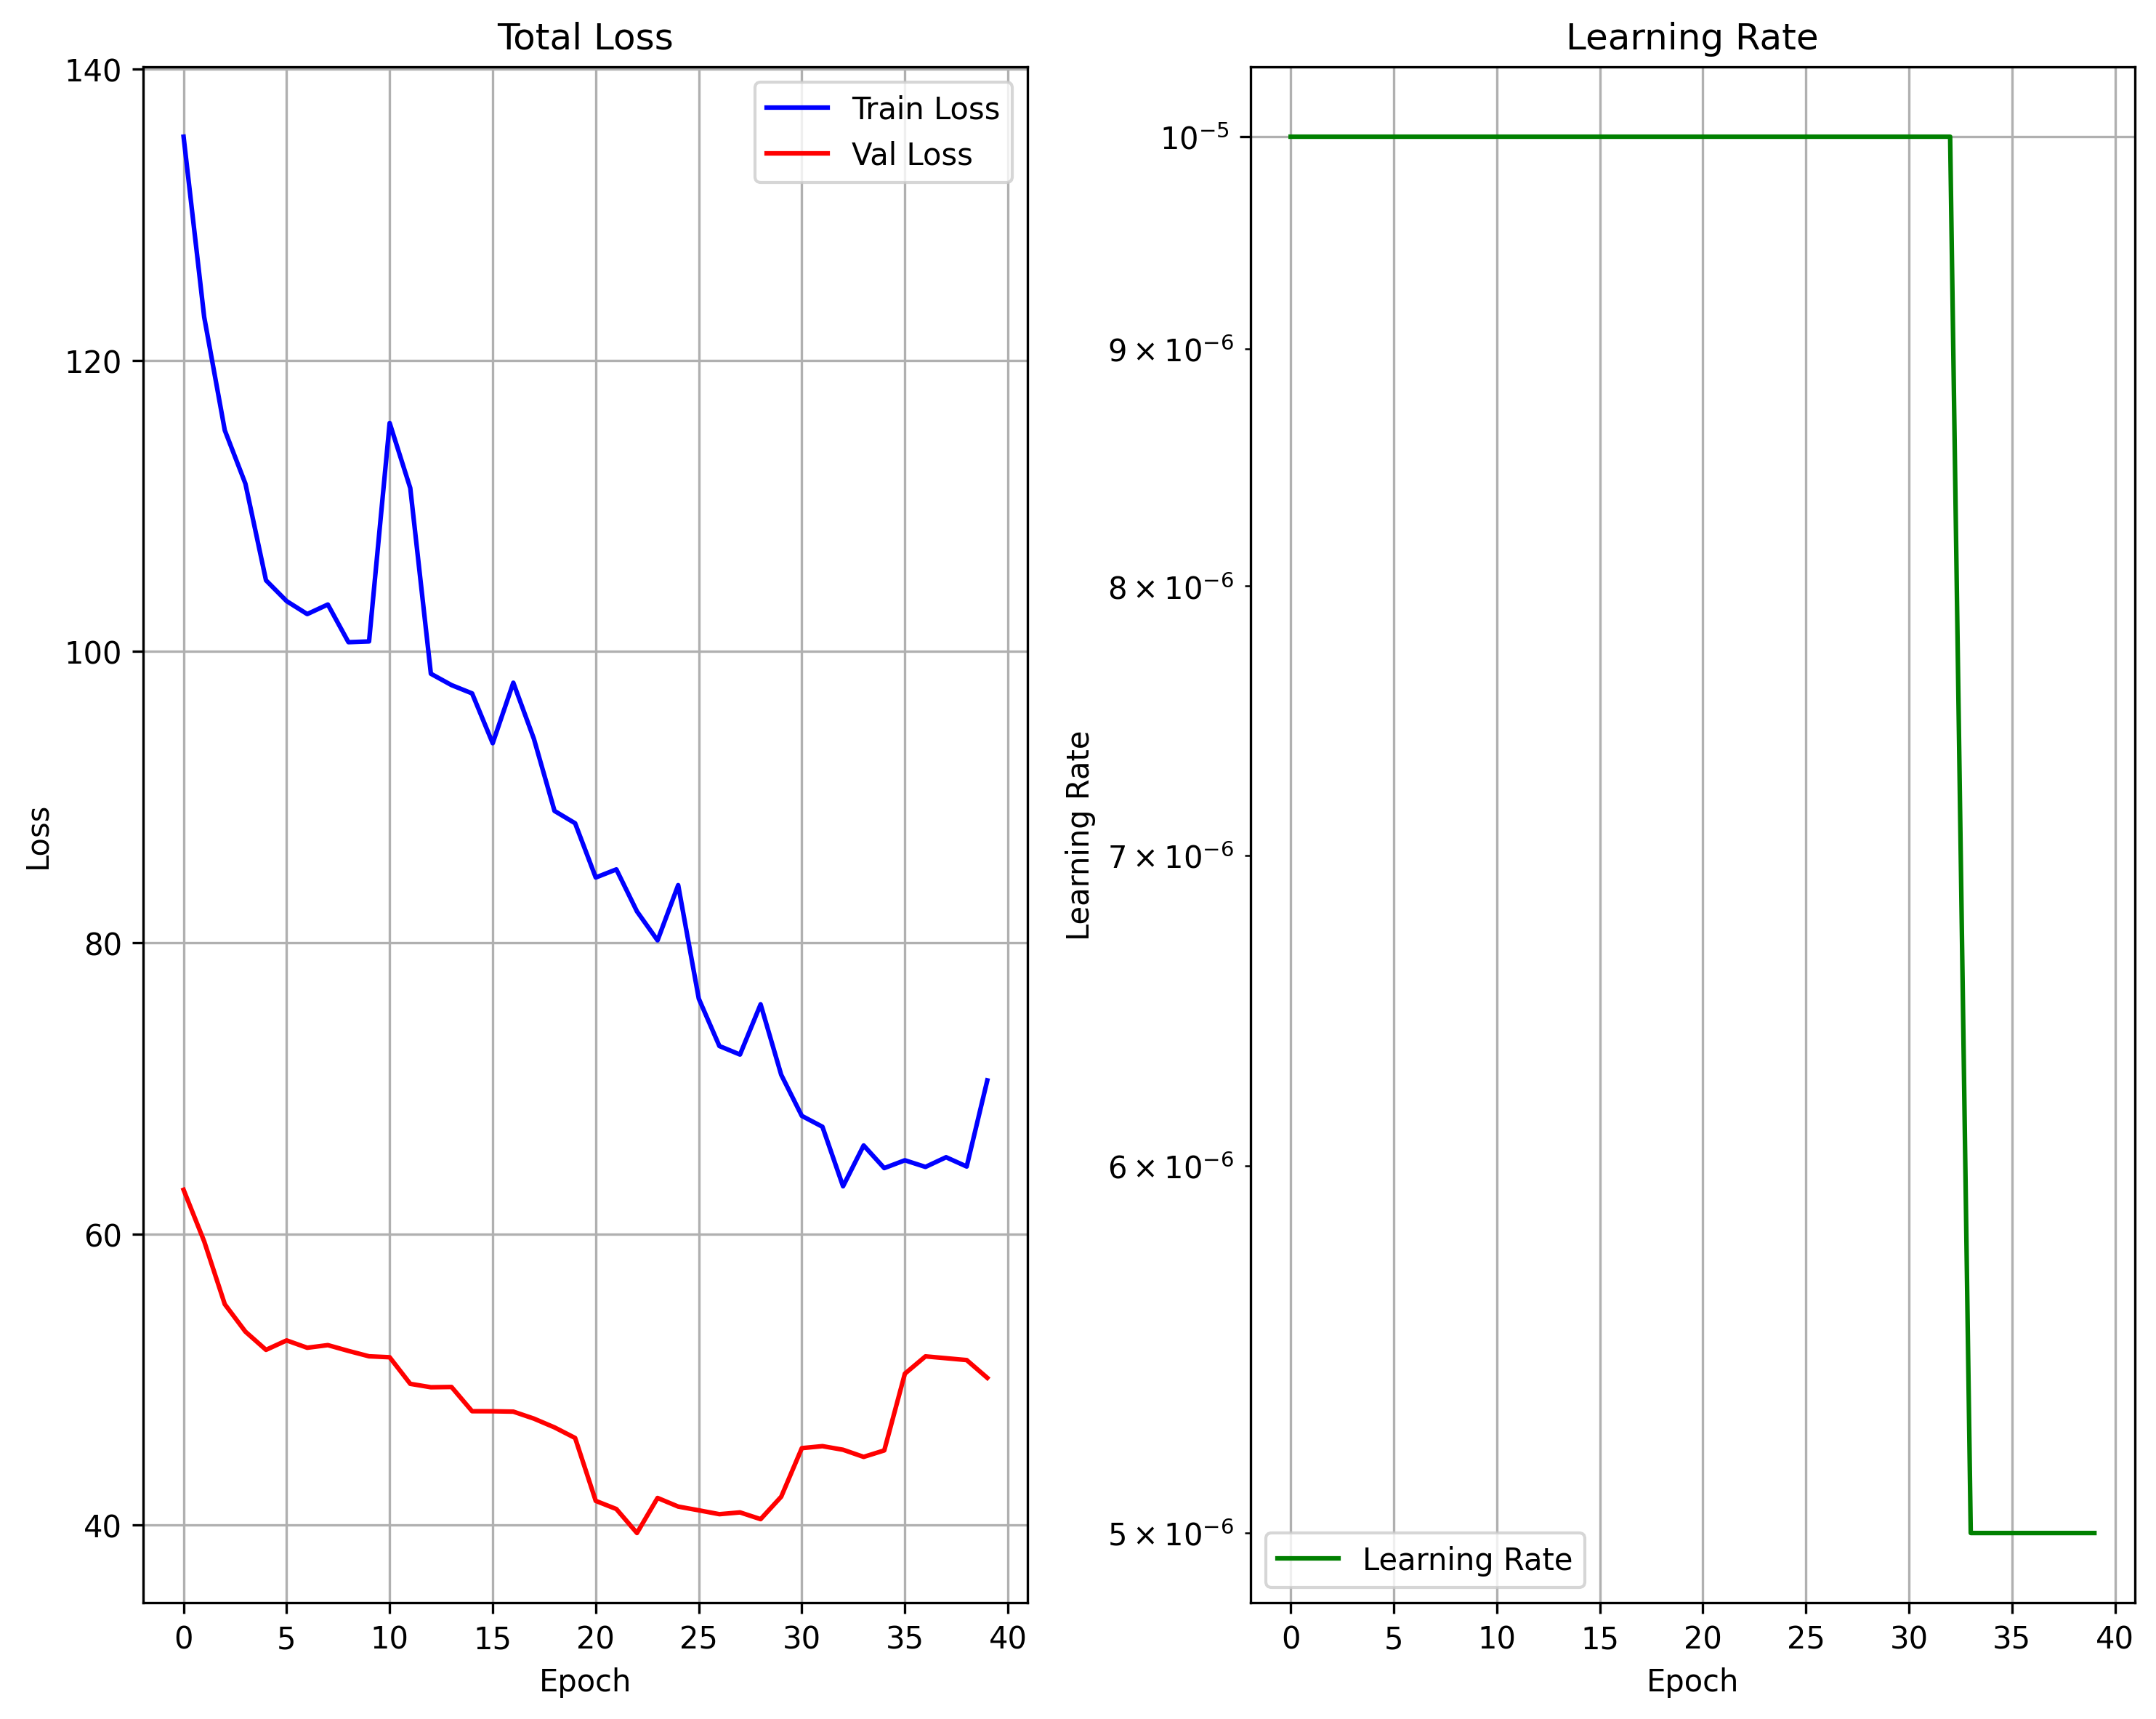 Total Loss
140
120
100
80
60
40
Loss
Train Loss
Val Loss
0 5 10 15 20 25 30 35 40
Epoch
Learning Rate
10⁻⁵
9 × 10⁻⁶
8 × 10⁻⁶
7 × 10⁻⁶
6 × 10⁻⁶
5 × 10⁻⁶
Learning Rate
Learning Rate
0 5 10 15 20 25 30 35 40
Epoch